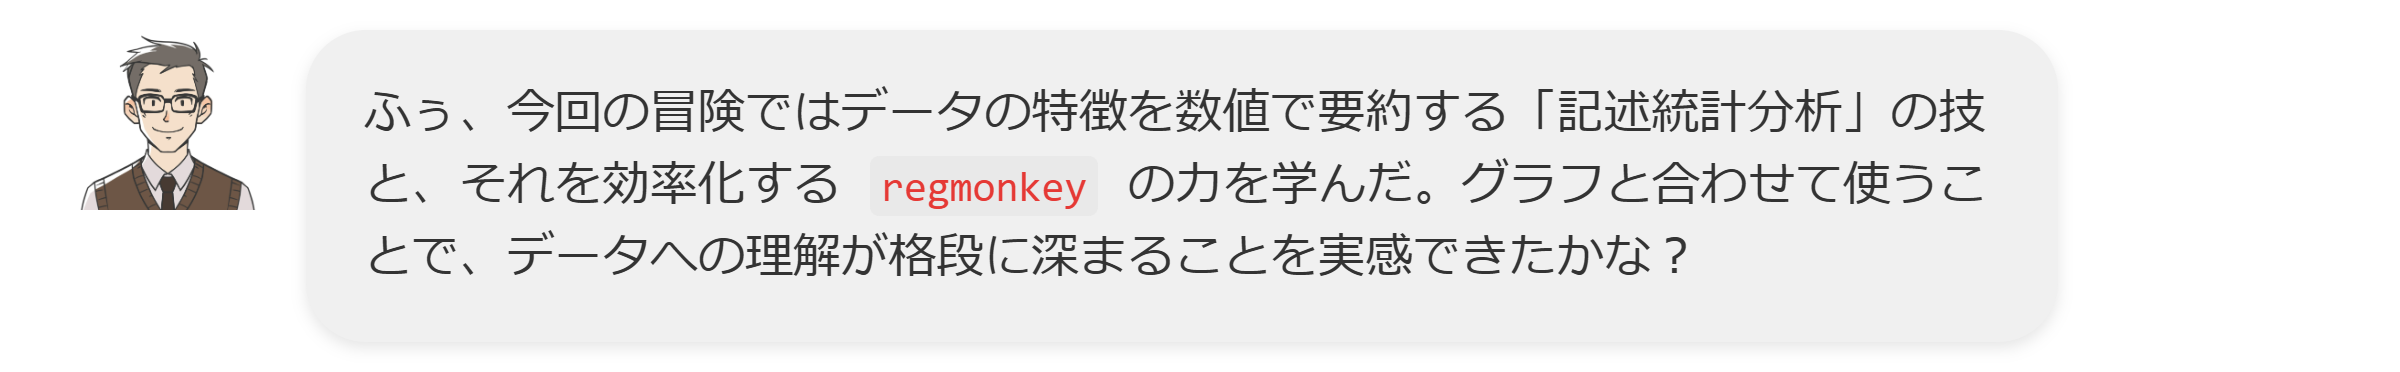 ふぅ、今回の冒険ではデータの特徴を数値で要約する「記述統計分析」の技
と、それを効率化する regmonkey の力を学んだ。グラフと合わせて使うこ
とで、データへの理解が格段に深まることを実感できたかな？